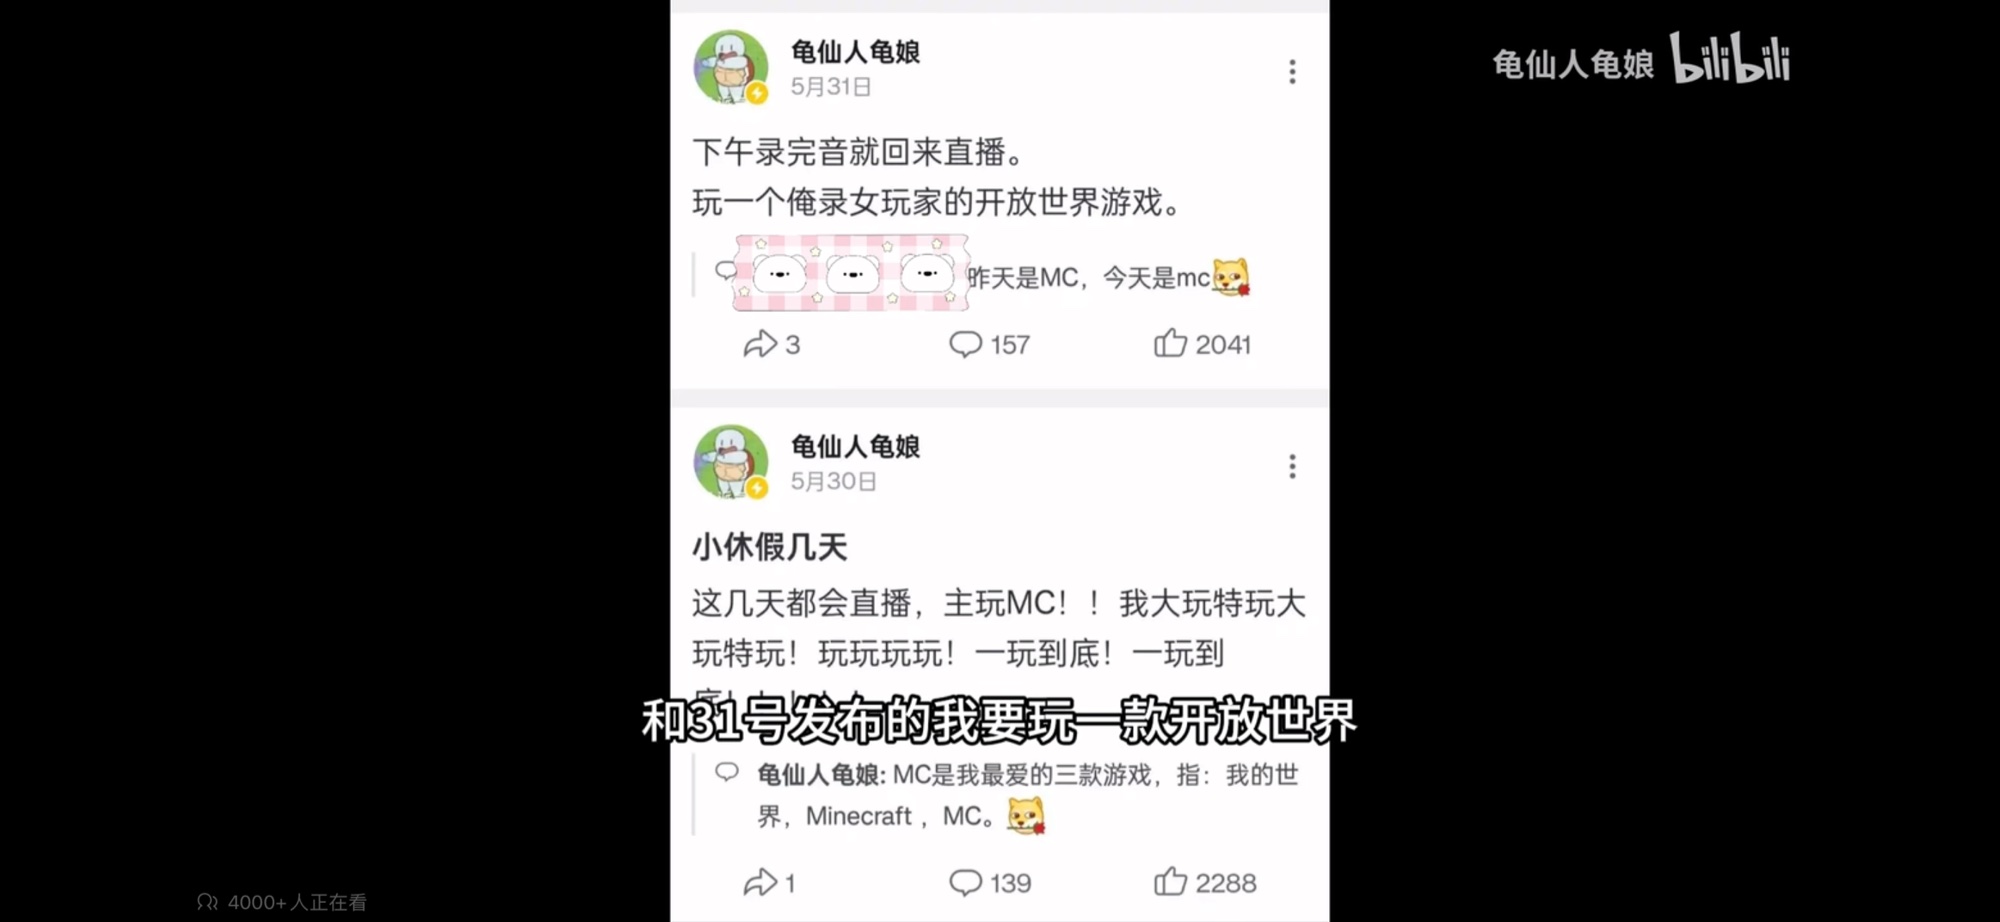 龟仙人龟娘
5月31日
龟仙人龟娘 bilibili
下午录完音就回来直播。
玩一个俺录女玩家的开放世界游戏。
昨天是MC，今天是mc
3 157 2041
龟仙人龟娘
5月30日
小休假几天
这几天都会直播，主玩MC！！我大玩特玩大
玩特玩！玩玩玩玩！一玩到底！一玩到
和31号发布的我要玩一款开放世界
龟仙人龟娘: MC是我最爱的三款游戏，指：我的世
界，Minecraft ，MC。
1 139 2288
4000+人正在看